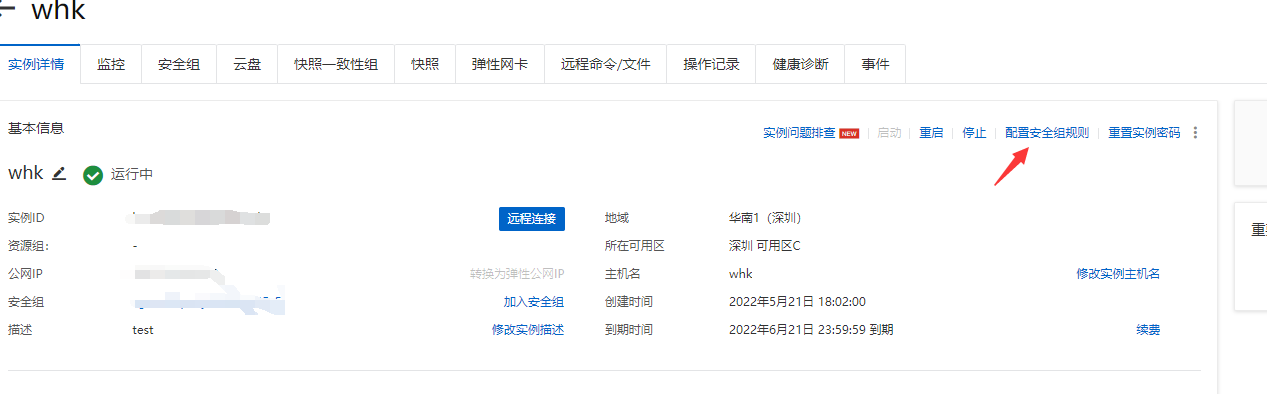 whk
实例详情 监控 安全组 云盘 快照一致性组 快照 弹性网卡 远程命令/文件 操作记录 健康诊断 事件
基本信息
实例问题排查 NEW 启动 重启 停止 配置安全组规则 重置实例密码
whk 运行中
实例ID 远程连接 地域 华南1（深圳）
资源组: - 所在可用区 深圳 可用区C
公网IP 转换为弹性公网IP 主机名 whk 修改实例主机名
安全组 加入安全组 创建时间 2022年5月21日 18:02:00
描述 test 修改实例描述 到期时间 2022年6月21日 23:59:59 到期 续费